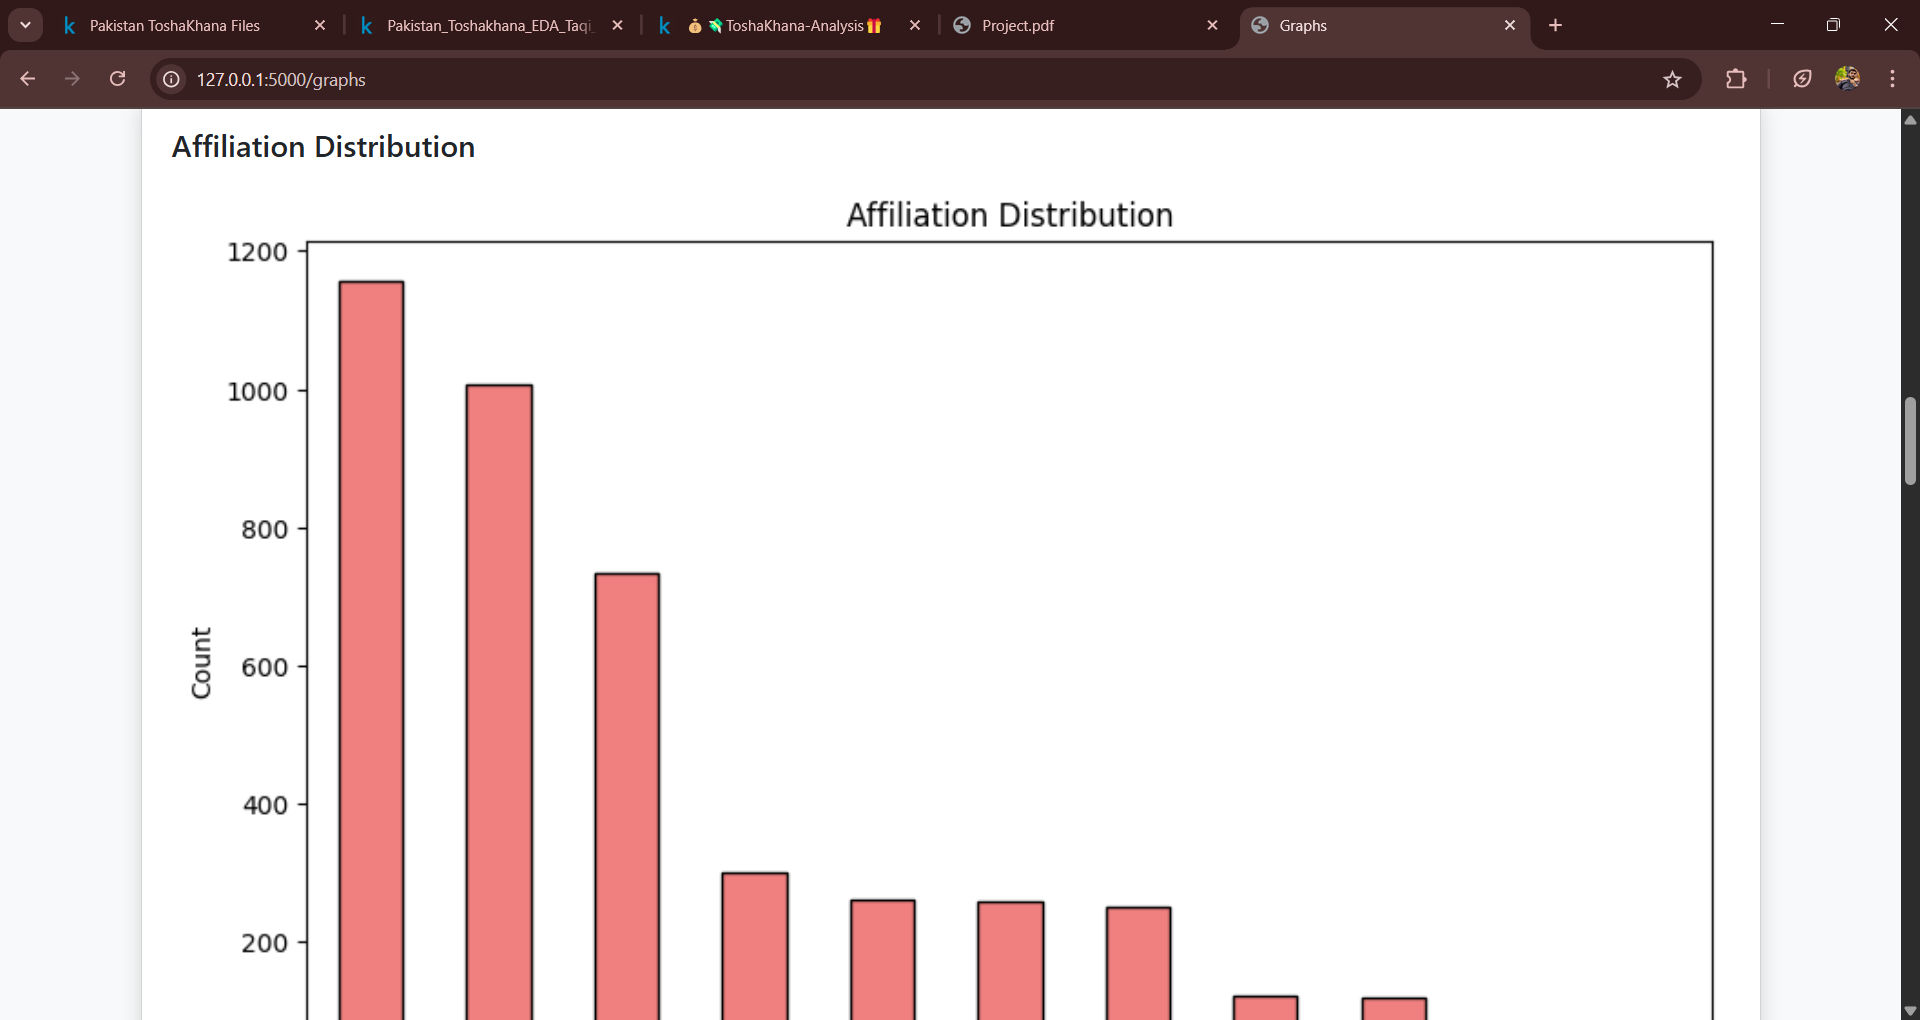 Pakistan ToshaKhana Files
Pakistan_Toshakhana_EDA_Taqi
💰💸ToshaKhana-Analysis🎁
Project.pdf
Graphs
127.0.0.1:5000/graphs
Affiliation Distribution
Affiliation Distribution
1200
1000
800
600
400
200
Count